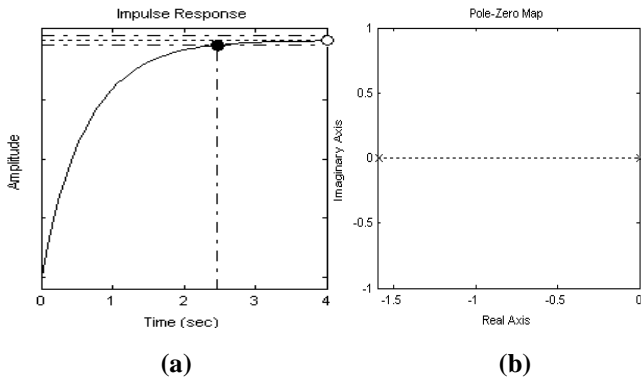 Impulse Response
Amplitude
0 1 2 3 4
Time (sec)
(a)
Pole-Zero Map
Imaginary Axis
1
0.5
0
-0.5
-1
-1.5 -1 -0.5 0
Real Axis
(b)